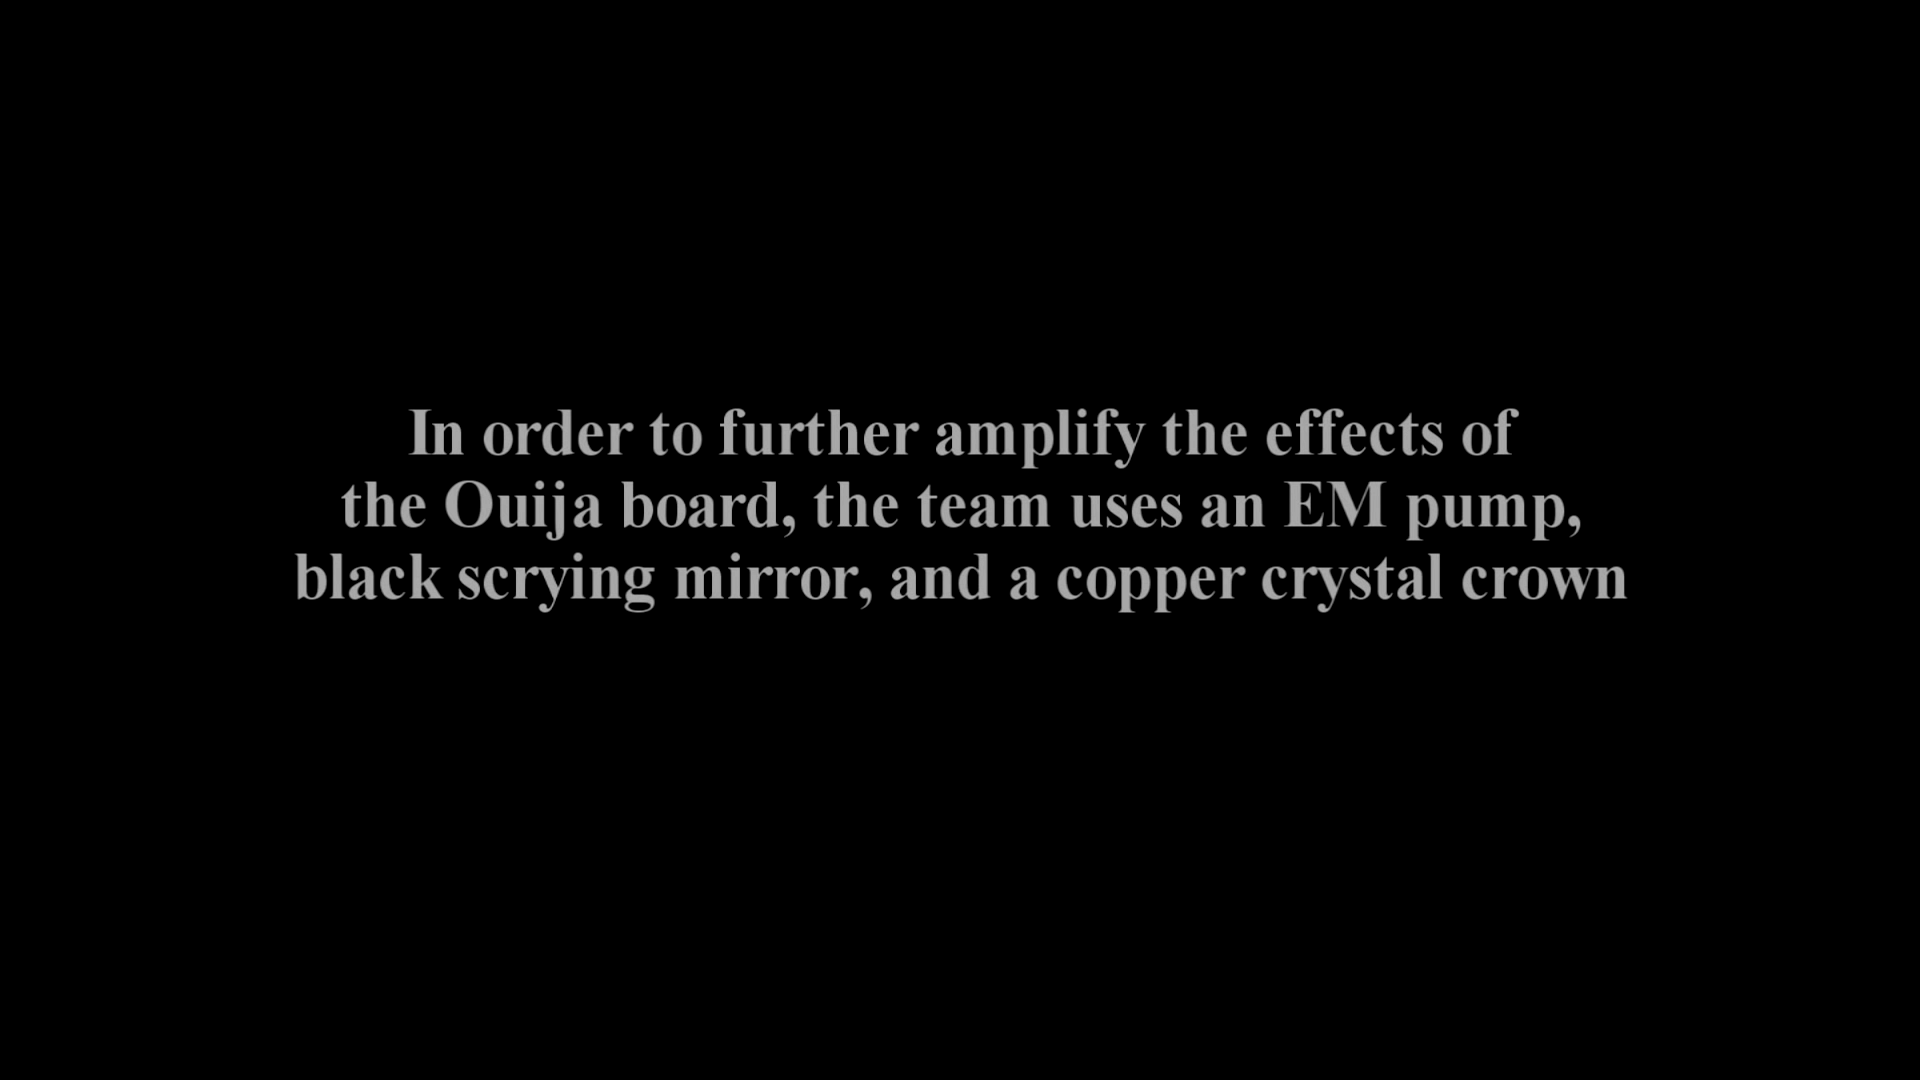 In order to further amplify the effects of
the Ouija board, the team uses an EM pump,
black scrying mirror, and a copper crystal crown